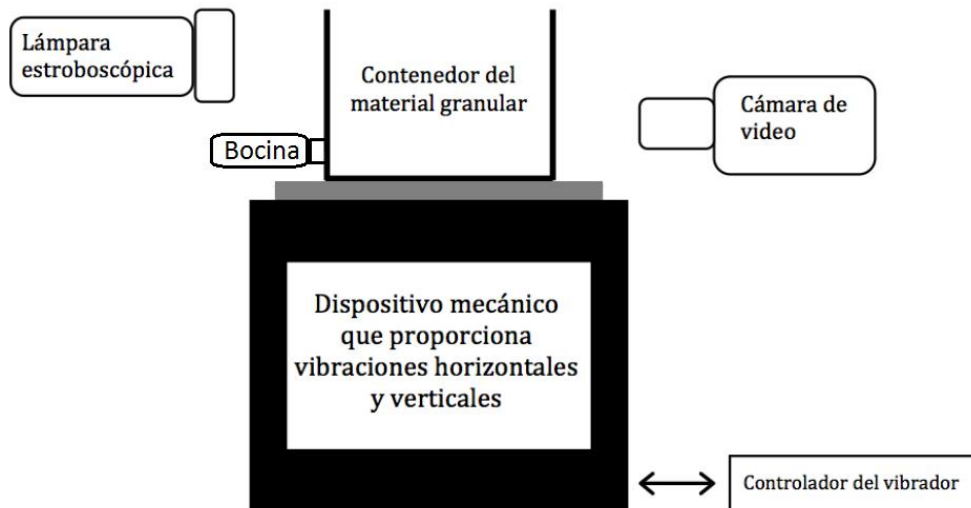 Lámpara
estroboscópica
Contenedor del
material granular
Cámara de
video
Bocina
Dispositivo mecánico
que proporciona
vibraciones horizontales
y verticales
Controlador del vibrador